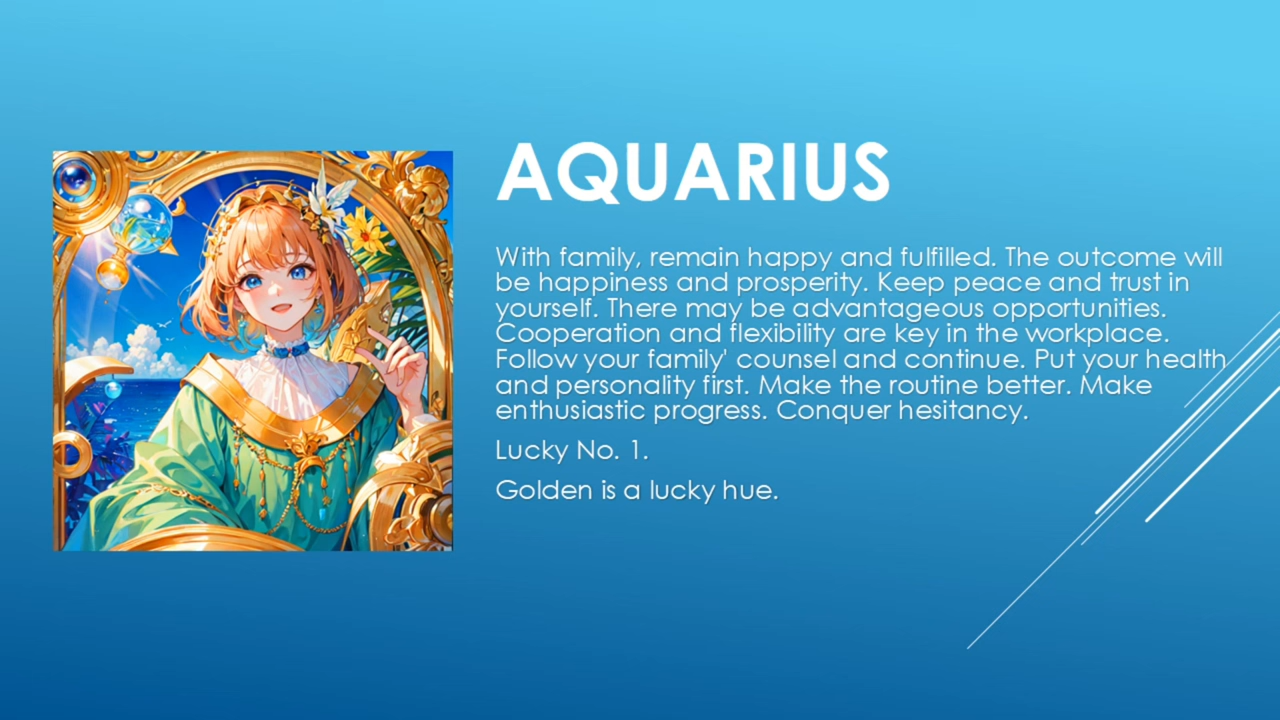 AQUARIUS
With family, remain happy and fulfilled. The outcome will
be happiness and prosperity. Keep peace and trust in
yourself. There may be advantageous opportunities.
Cooperation and flexibility are key in the workplace.
Follow your family' counsel and continue. Put your health
and personality first. Make the routine better. Make
enthusiastic progress. Conquer hesitancy.
Lucky No. 1.
Golden is a lucky hue.